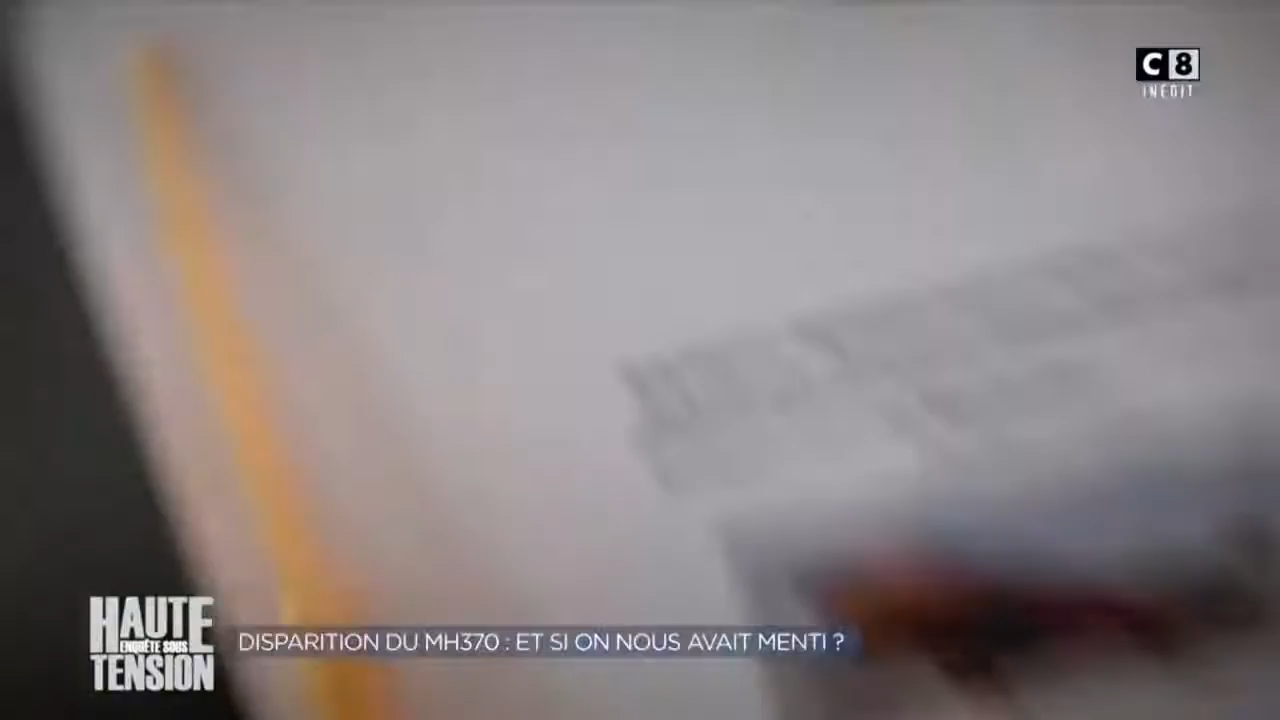 C8
INÉDIT
HAUTE
ENQUÊTE SOUS
TENSION
DISPARITION DU MH370 : ET SI ON NOUS AVAIT MENTI ?